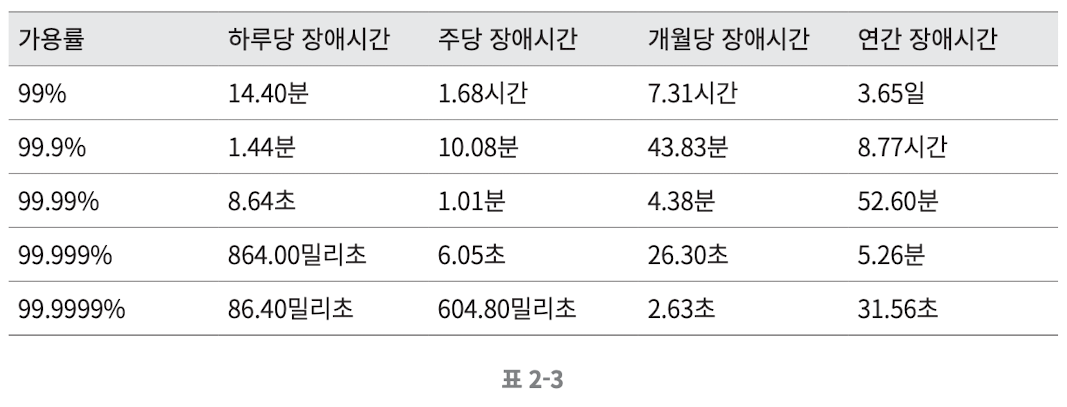 가용률 하루당 장애시간 주당 장애시간 개월당 장애시간 연간 장애시간
99% 14.40분 1.68시간 7.31시간 3.65일
99.9% 1.44분 10.08분 43.83분 8.77시간
99.99% 8.64초 1.01분 4.38분 52.60분
99.999% 864.00밀리초 6.05초 26.30초 5.26분
99.9999% 86.40밀리초 604.80밀리초 2.63초 31.56초
표 2-3